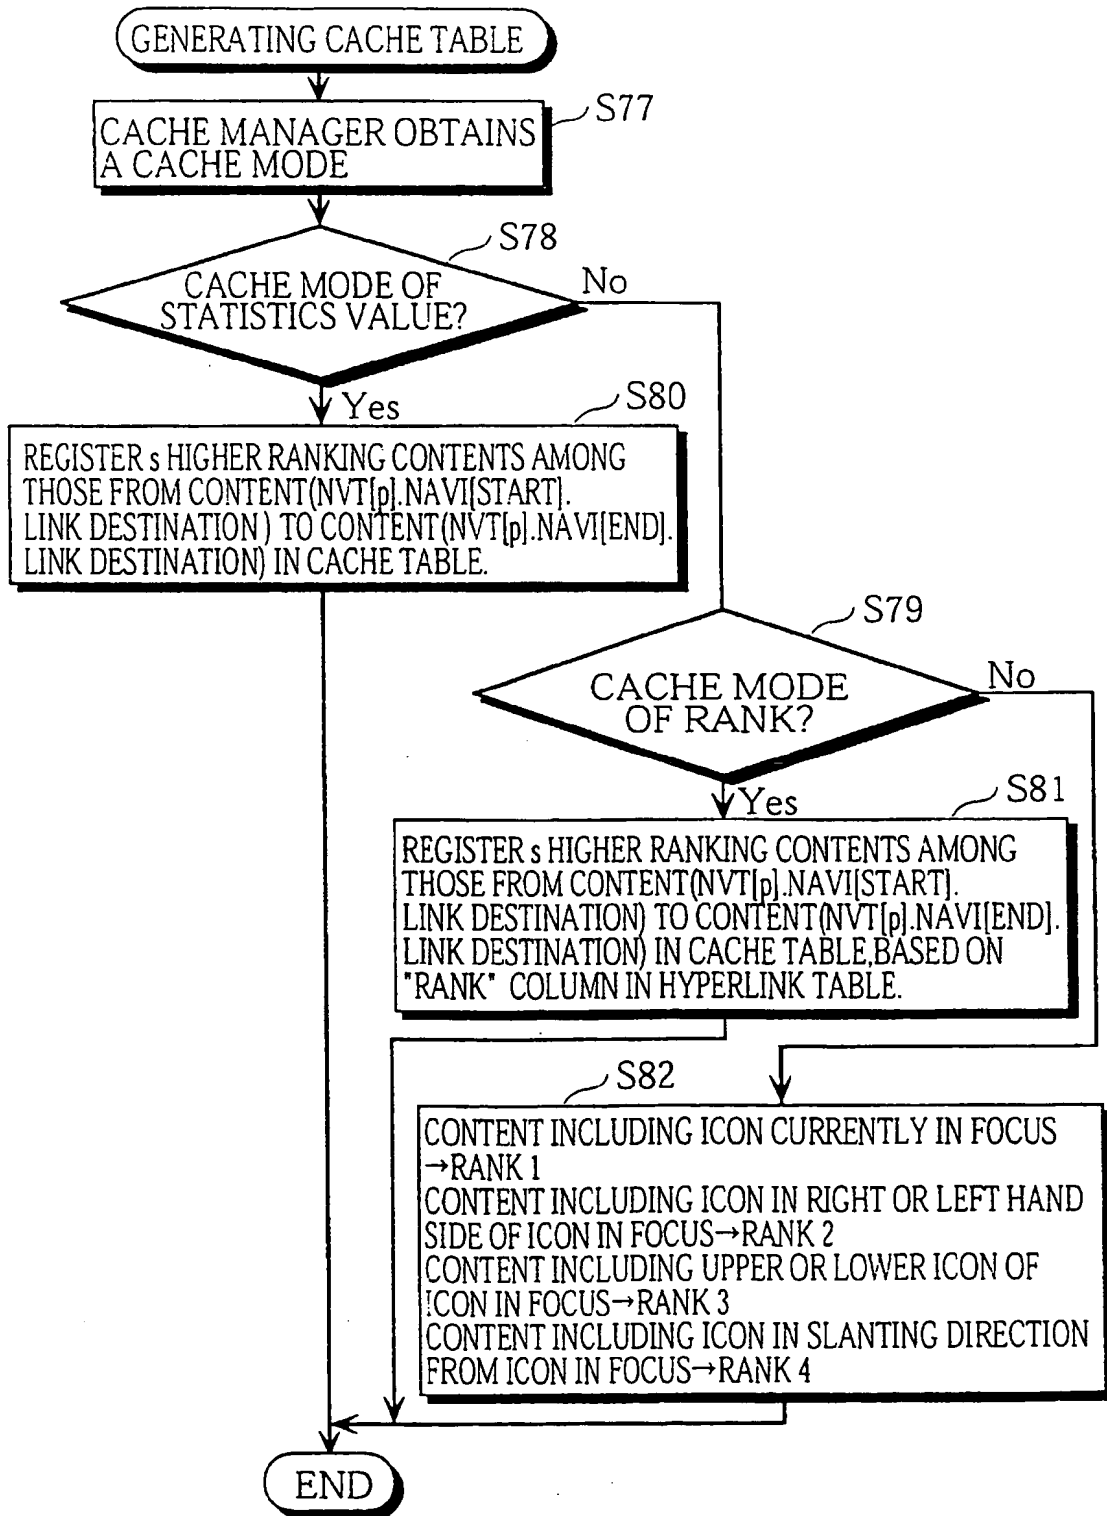 GENERATING CACHE TABLE
S77
CACHE MANAGER OBTAINS
A CACHE MODE
S78
CACHE MODE OF
STATISTICS VALUE?
No
Yes
S80
REGISTER s HIGHER RANKING CONTENTS AMONG
THOSE FROM CONTENT(NVT[p].NAVI[START].
LINK DESTINATION ) TO CONTENT(NVT[p].NAVI[END].
LINK DESTINATION) IN CACHE TABLE.
S79
CACHE MODE
OF RANK?
No
Yes
S81
REGISTER s HIGHER RANKING CONTENTS AMONG
THOSE FROM CONTENT(NVT[p].NAVI[START].
LINK DESTINATION) TO CONTENT(NVT[p].NAVI[END].
LINK DESTINATION) IN CACHE TABLE,BASED ON
"RANK" COLUMN IN HYPERLINK TABLE.
S82
CONTENT INCLUDING ICON CURRENTLY IN FOCUS
→RANK 1
CONTENT INCLUDING ICON IN RIGHT OR LEFT HAND
SIDE OF ICON IN FOCUS→RANK 2
CONTENT INCLUDING UPPER OR LOWER ICON OF
ICON IN FOCUS→RANK 3
CONTENT INCLUDING ICON IN SLANTING DIRECTION
FROM ICON IN FOCUS→RANK 4
END